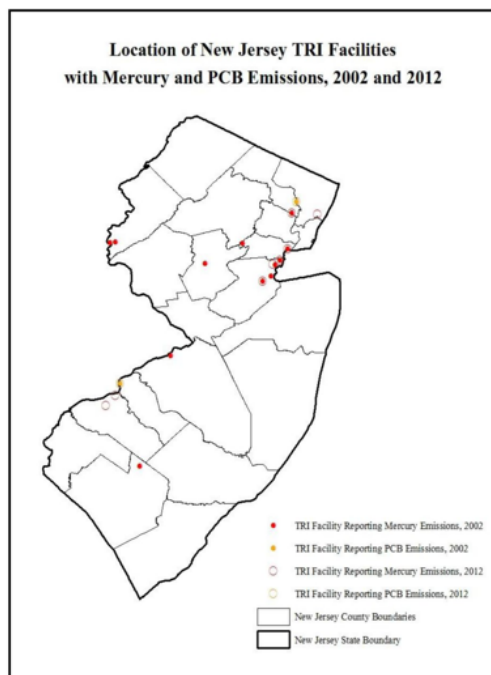 Location of New Jersey TRI Facilities
with Mercury and PCB Emissions, 2002 and 2012
TRI Facility Reporting Mercury Emissions, 2002
TRI Facility Reporting PCB Emissions, 2002
TRI Facility Reporting Mercury Emissions, 2012
TRI Facility Reporting PCB Emissions, 2012
New Jersey County Boundaries
New Jersey State Boundary